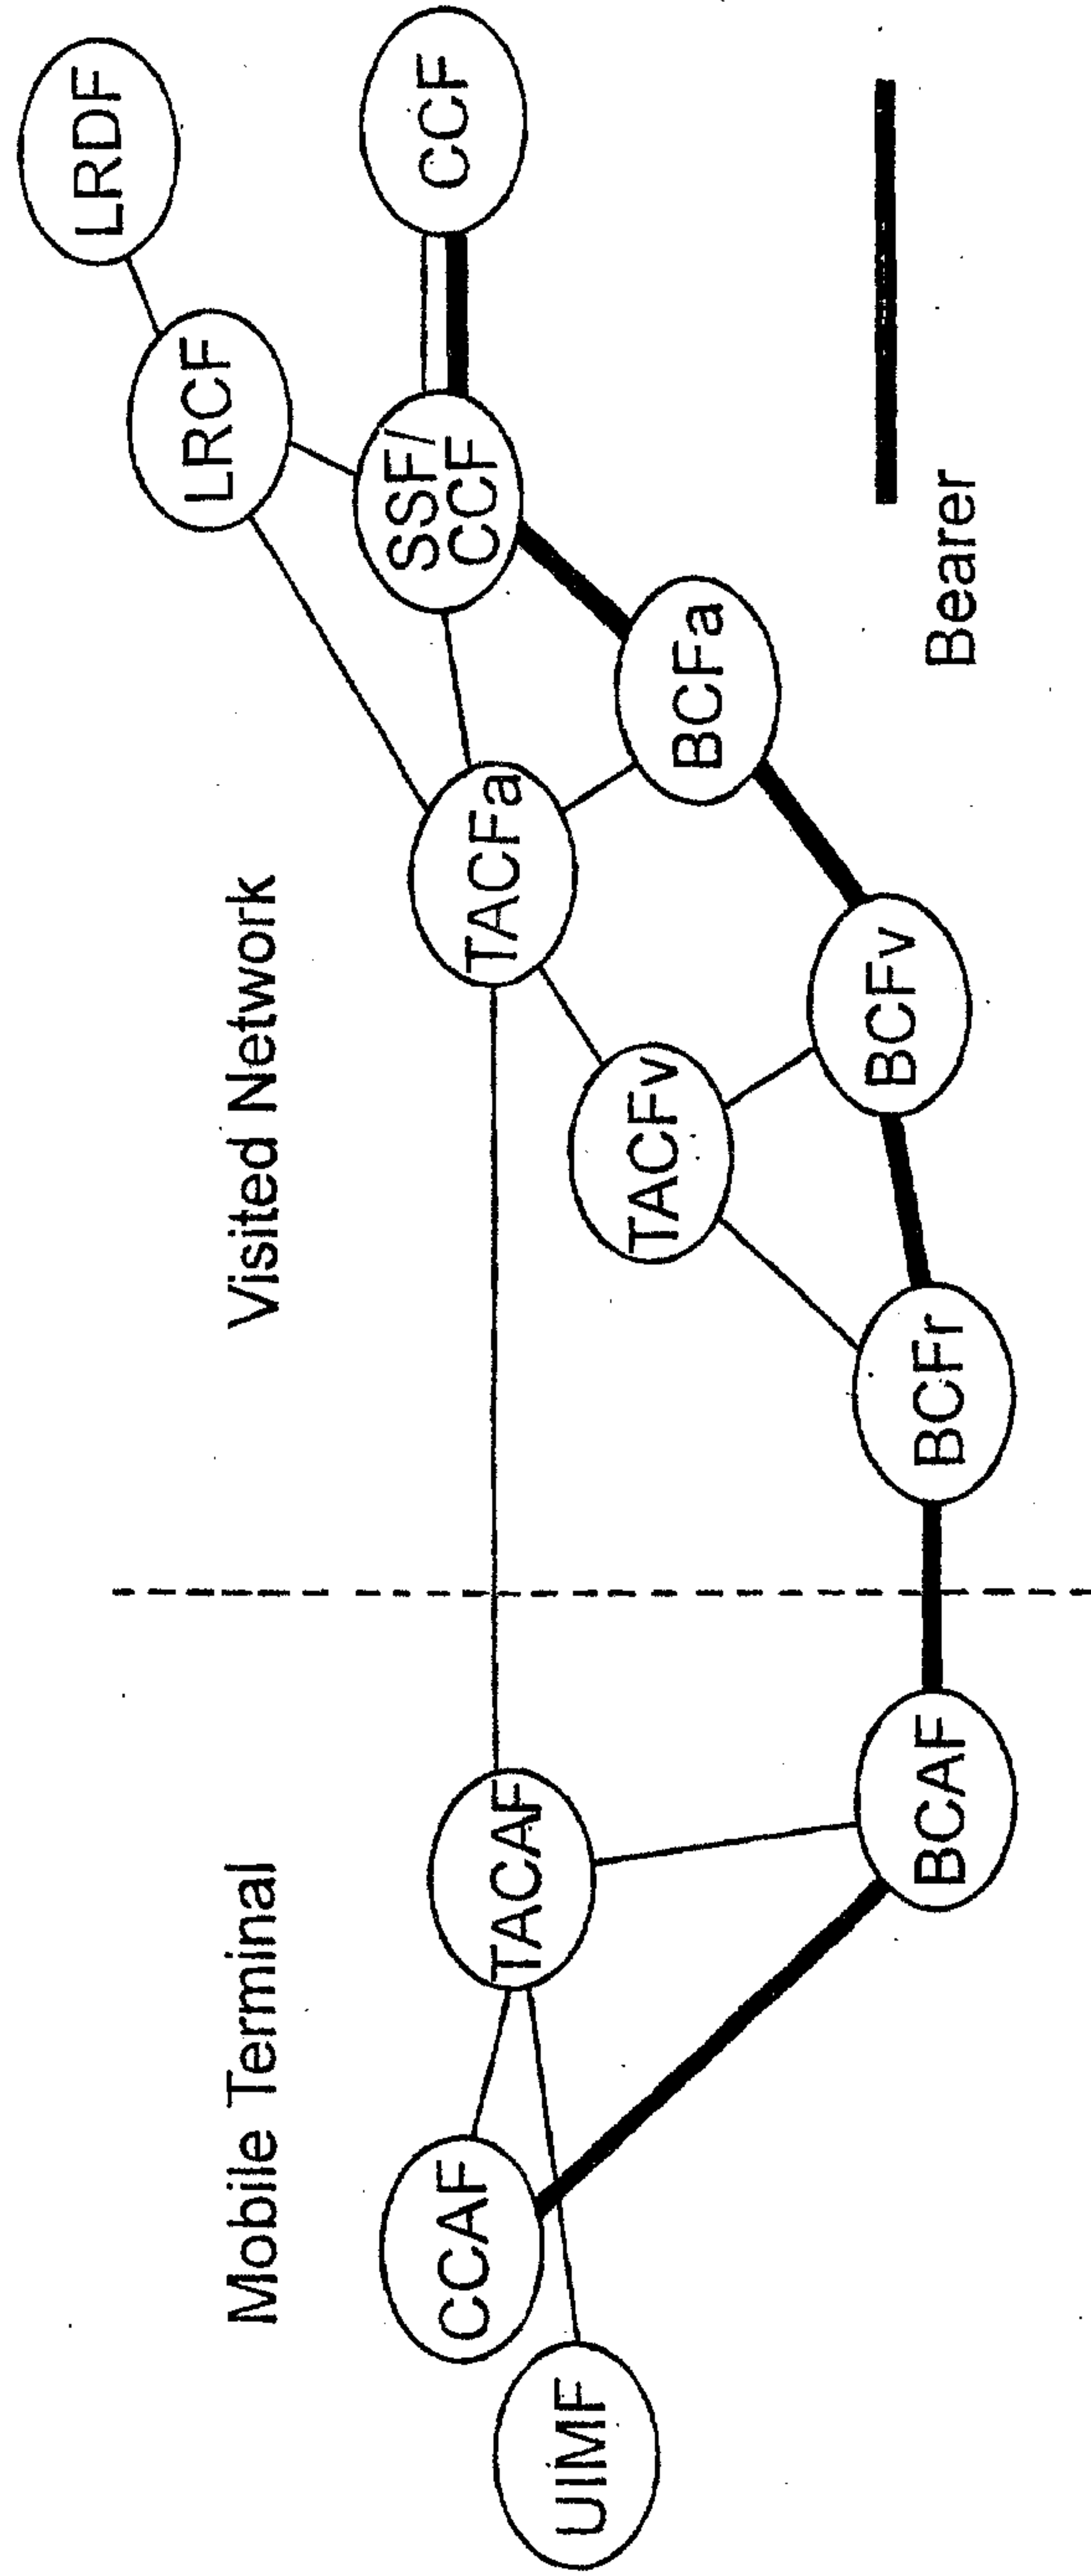 Mobile Terminal
Visited Network
LRDF
LRCF
CCAF
TACAF
TACFa
SSF/
CCF
CCF
UIMF
TACFv
BCFa
BCAF
BCFr
BCFv
Bearer